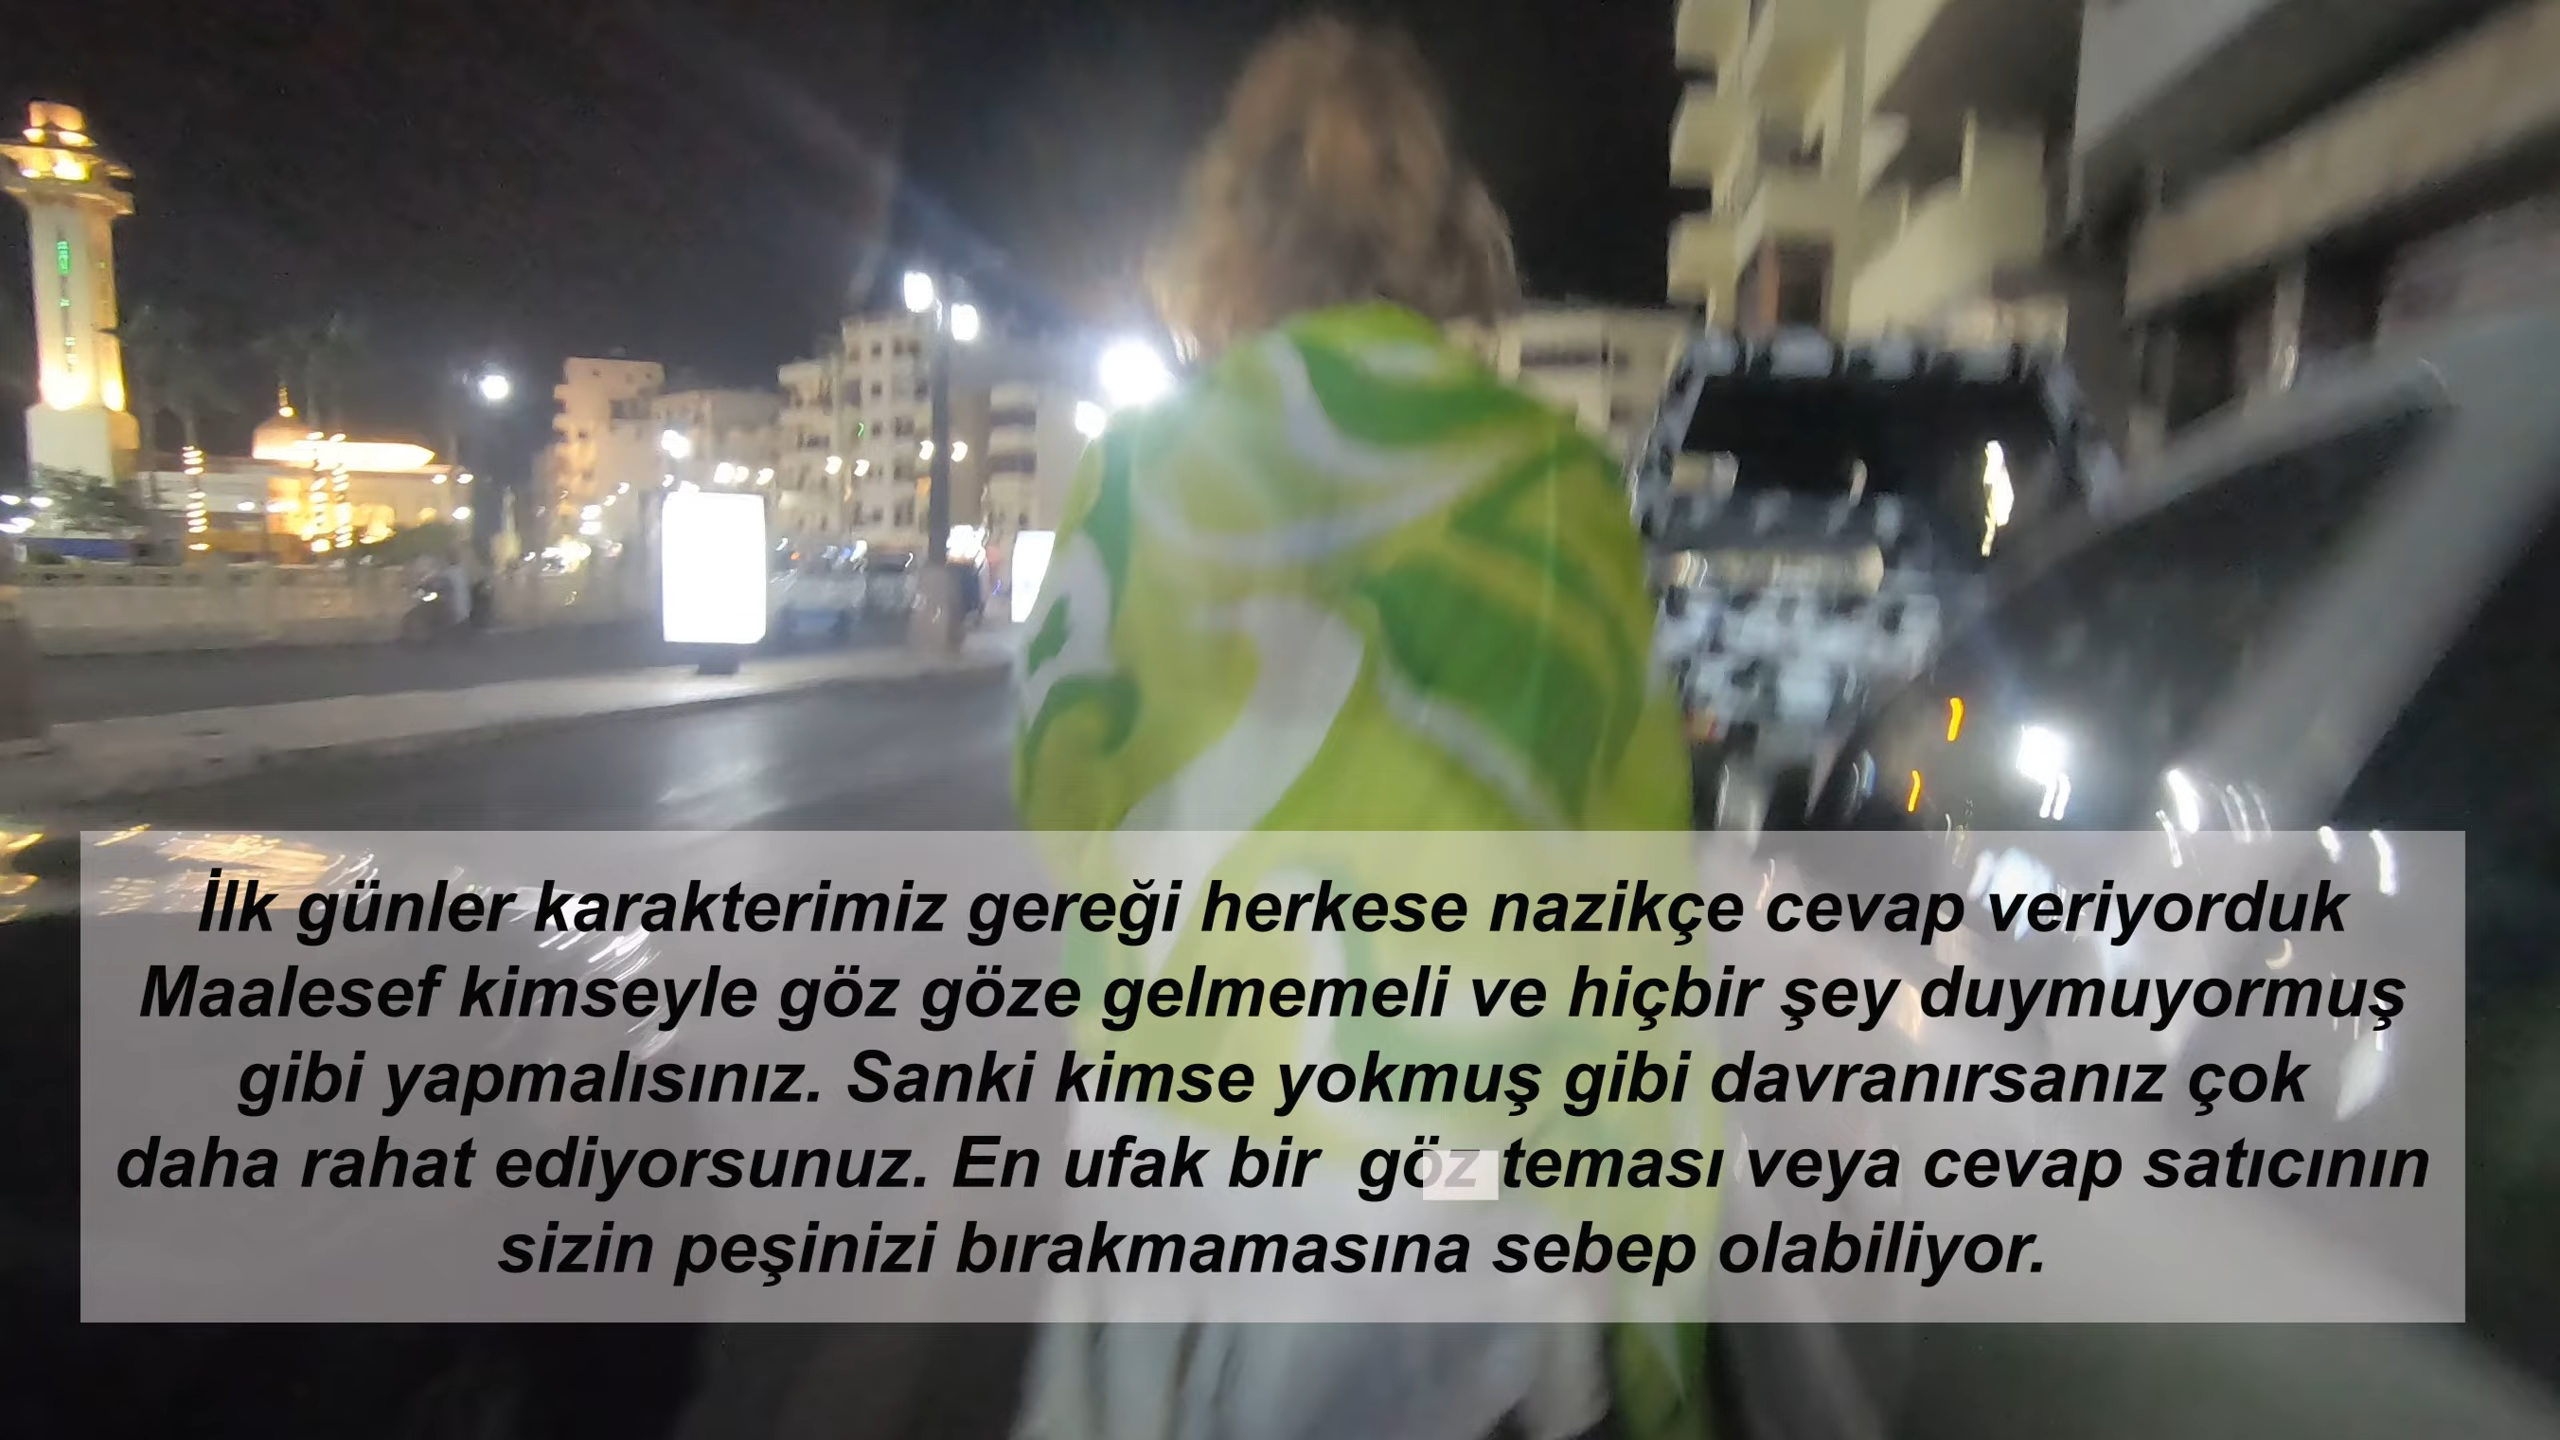 İlk günler karakterimiz gereği herkese nazikçe cevap veriyorduk
Maalesef kimseyle göz göze gelmemeli ve hiçbir şey duymuyormuş
gibi yapmalısınız. Sanki kimse yokmuş gibi davranırsanız çok
daha rahat ediyorsunuz. En ufak bir göz teması veya cevap satıcının
sizin peşinizi bırakmamasına sebep olabiliyor.